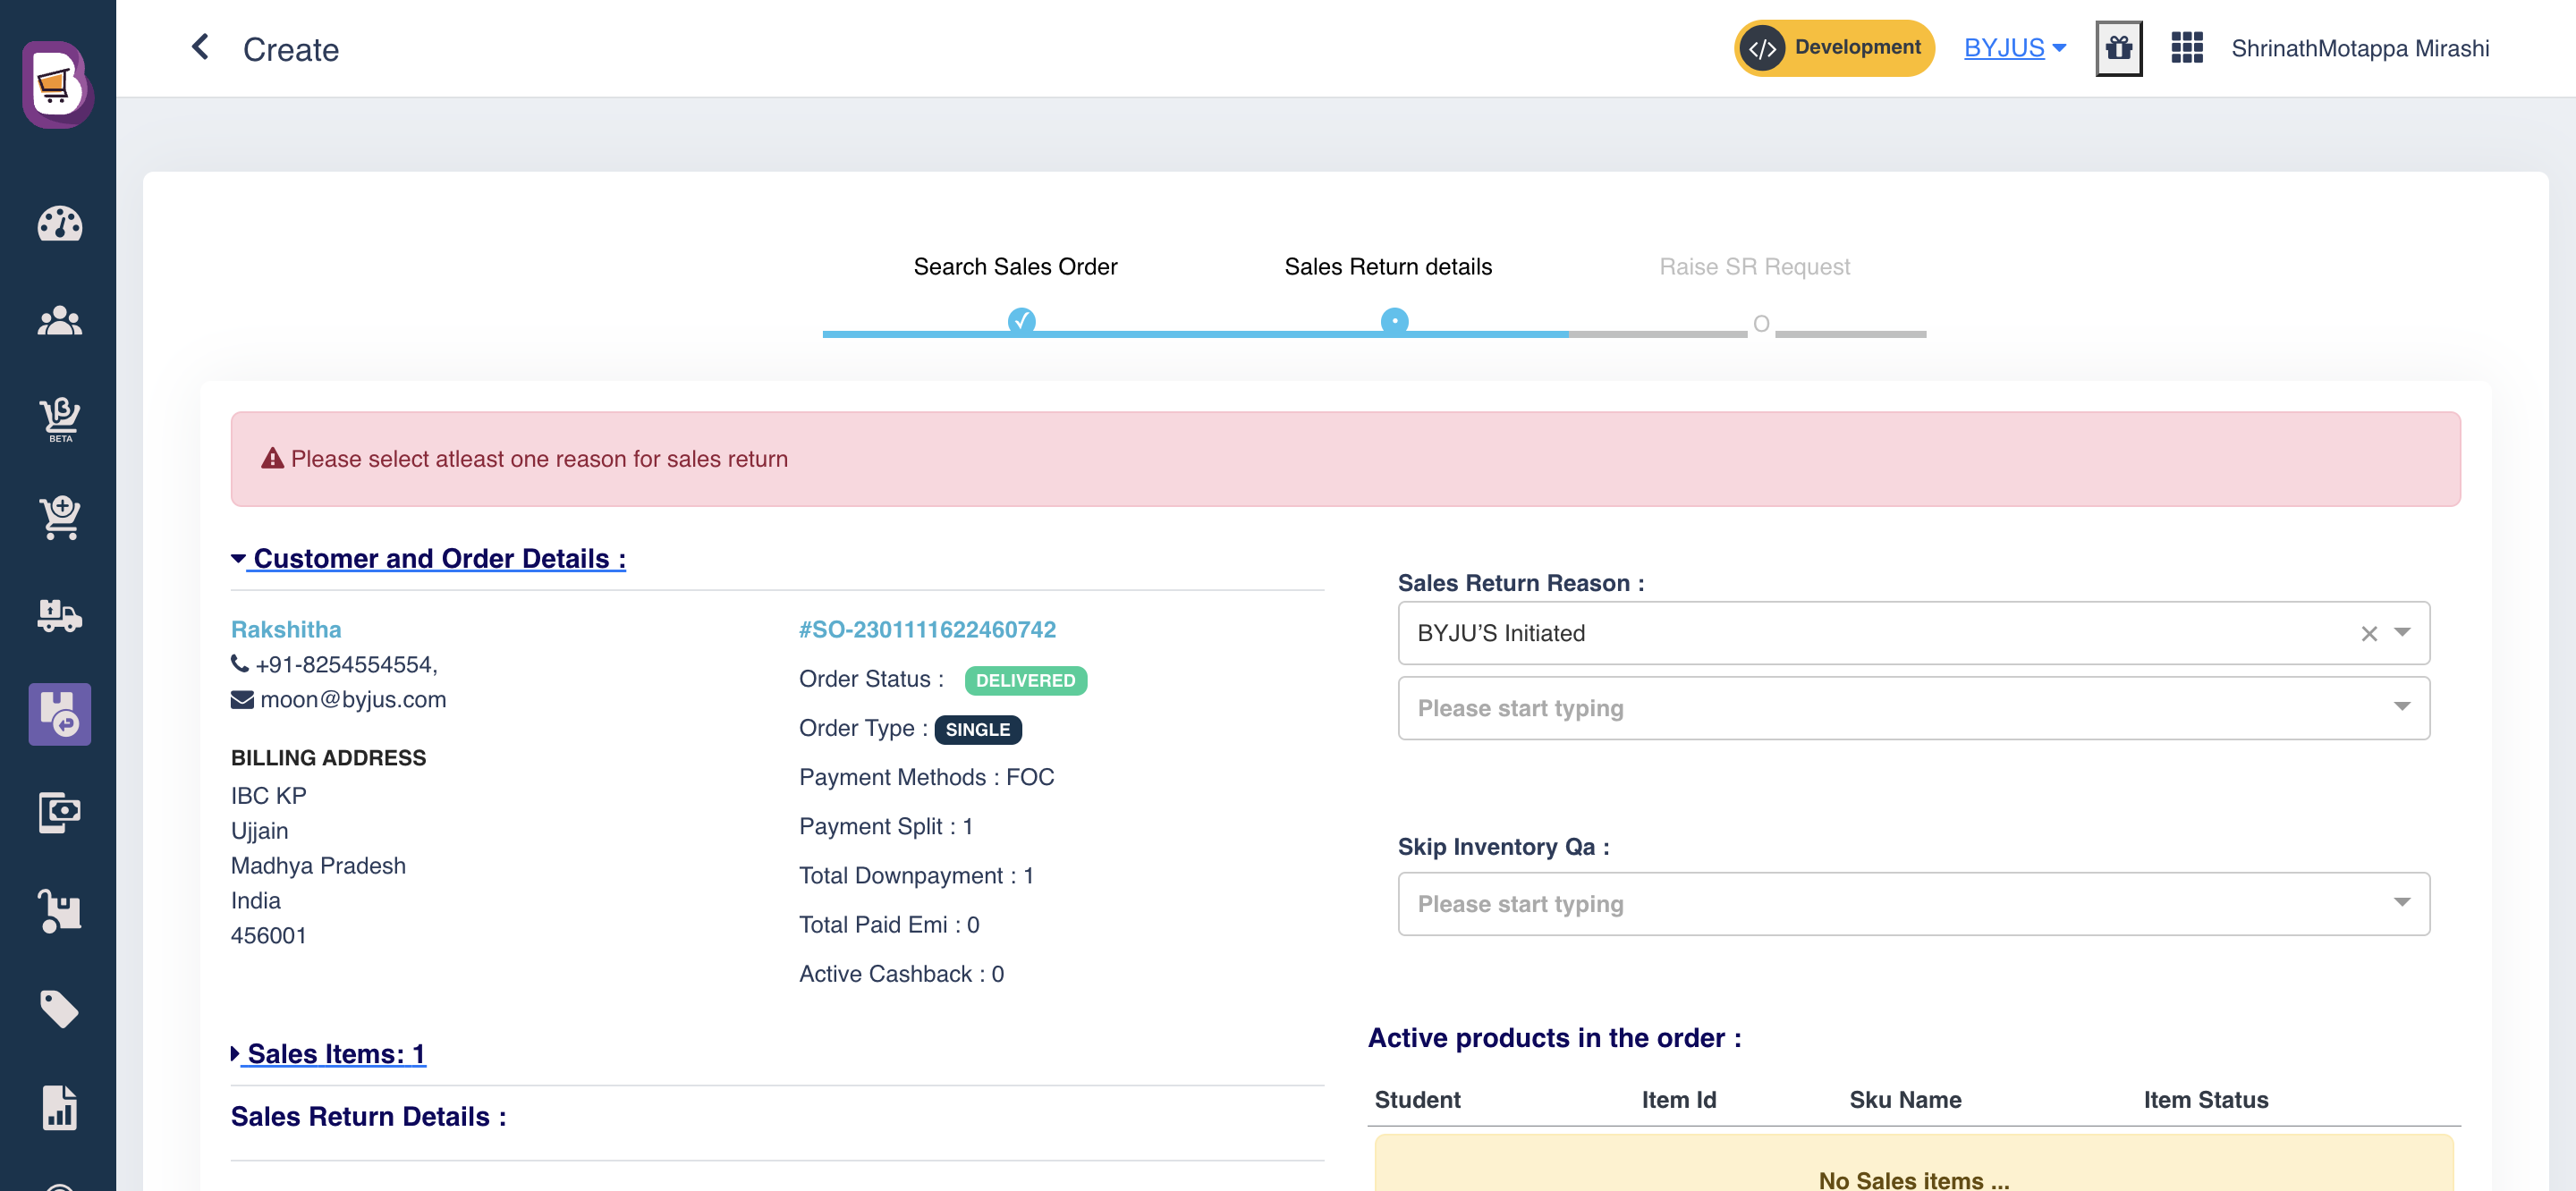 Create
Development
BYJUS
ShrinathMotappa Mirashi
BETA
Search Sales Order
Sales Return details
Raise SR Request
Please select atleast one reason for sales return
Customer and Order Details :
Rakshitha
+91-8254554554,
moon@byjus.com
BILLING ADDRESS
IBC KP
Ujjain
Madhya Pradesh
India
456001
#SO-2301111622460742
Order Status : DELIVERED
Order Type : SINGLE
Payment Methods : FOC
Payment Split : 1
Total Downpayment : 1
Total Paid Emi : 0
Active Cashback : 0
Sales Items: 1
Sales Return Details :
Sales Return Reason :
BYJU’S Initiated
Please start typing
Skip Inventory Qa :
Please start typing
Active products in the order :
Student Item Id Sku Name Item Status
No Sales items ...